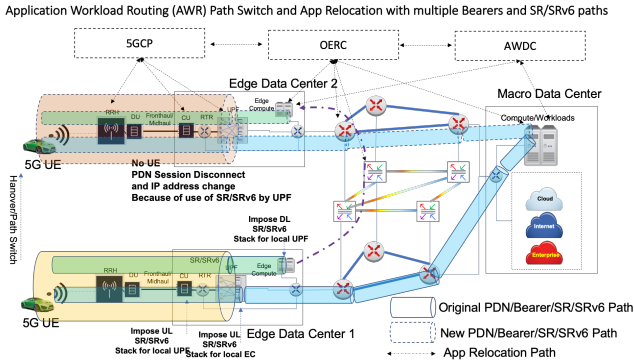 Application Workload Routing (AWR) Path Switch and App Relocation with multiple Bearers and SR/SRv6 paths
5GCP
OERC
AWDC
Edge Data Center 2
Macro Data Center
RRH
DU
Fronthaul/
Midhaul
CU
RTR
UPF
Edge
Compute
Compute/Workloads
5G UE
No UE
PDN Session Disconnect
and IP address change
Because of use of SR/SRv6 by UPF
Hanover/Path Switch
Impose DL
SR/SRv6
Stack for local UPF
Cloud
Internet
Enterprise
SR/SRv6
RRH
DU
Fronthaul/
Midhaul
CU
RTR
UPF
Edge
Compute
5G UE
Impose UL
SR/SRv6
Stack for local UPF
Impose UL
SR/SRv6
Stack for local EC
Edge Data Center 1
Original PDN/Bearer/SR/SRv6 Path
New PDN/Bearer/SR/SRv6 Path
App Relocation Path